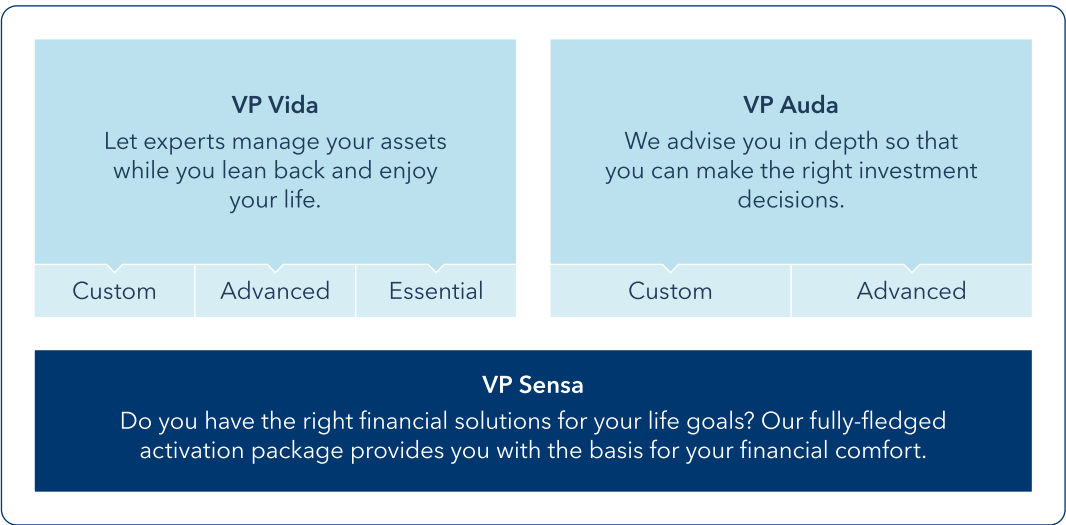 VP Vida
Let experts manage your assets
while you lean back and enjoy
your life.
Custom
Advanced
Essential
VP Auda
We advise you in depth so that
you can make the right investment
decisions.
Custom
Advanced
VP Sensa
Do you have the right financial solutions for your life goals? Our fully-fledged
activation package provides you with the basis for your financial comfort.